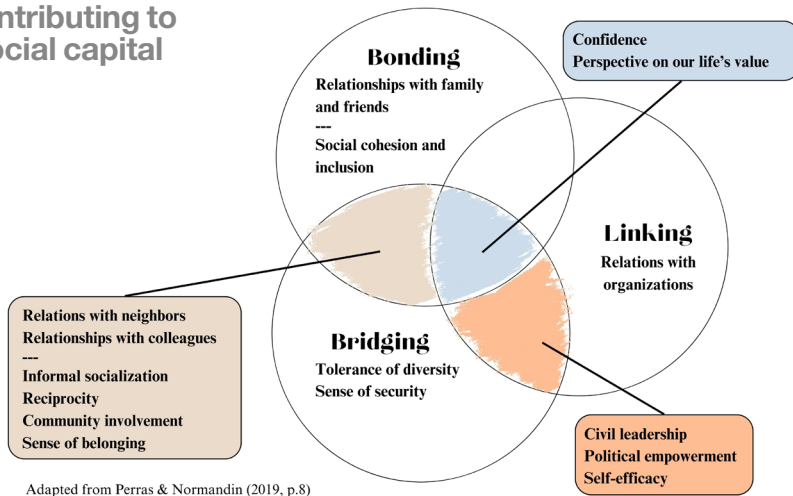 ntributing to
ocial capital
Bonding
Relationships with family
and friends
---
Social cohesion and
inclusion
Confidence
Perspective on our life's value
Linking
Relations with
organizations
Relations with neighbors
Relationships with colleagues
---
Informal socialization
Reciprocity
Community involvement
Sense of belonging
Bridging
Tolerance of diversity
Sense of security
Civil leadership
Political empowerment
Self-efficacy
Adapted from Perras & Normandin (2019, p.8)